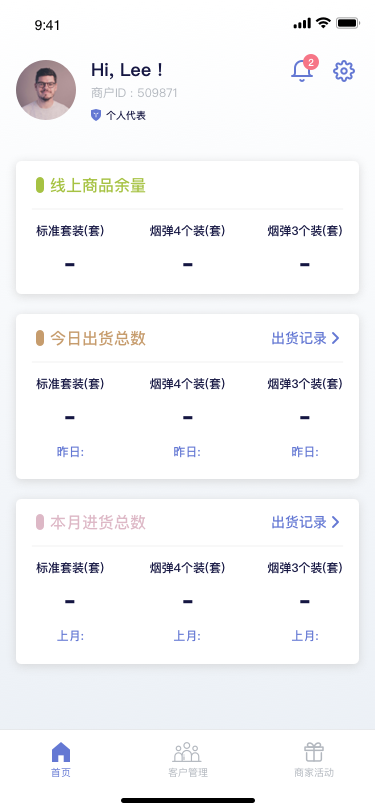 9:41
Hi, Lee !
2
商户ID : 509871
个人代表
线上商品余量
标准套装(套) 烟弹4个装(套) 烟弹3个装(套)
- - -
今日出货总数 出货记录
标准套装(套) 烟弹4个装(套) 烟弹3个装(套)
- - -
昨日: 昨日: 昨日:
本月进货总数 出货记录
标准套装(套) 烟弹4个装(套) 烟弹3个装(套)
- - -
上月: 上月: 上月:
首页 客户管理 商家活动